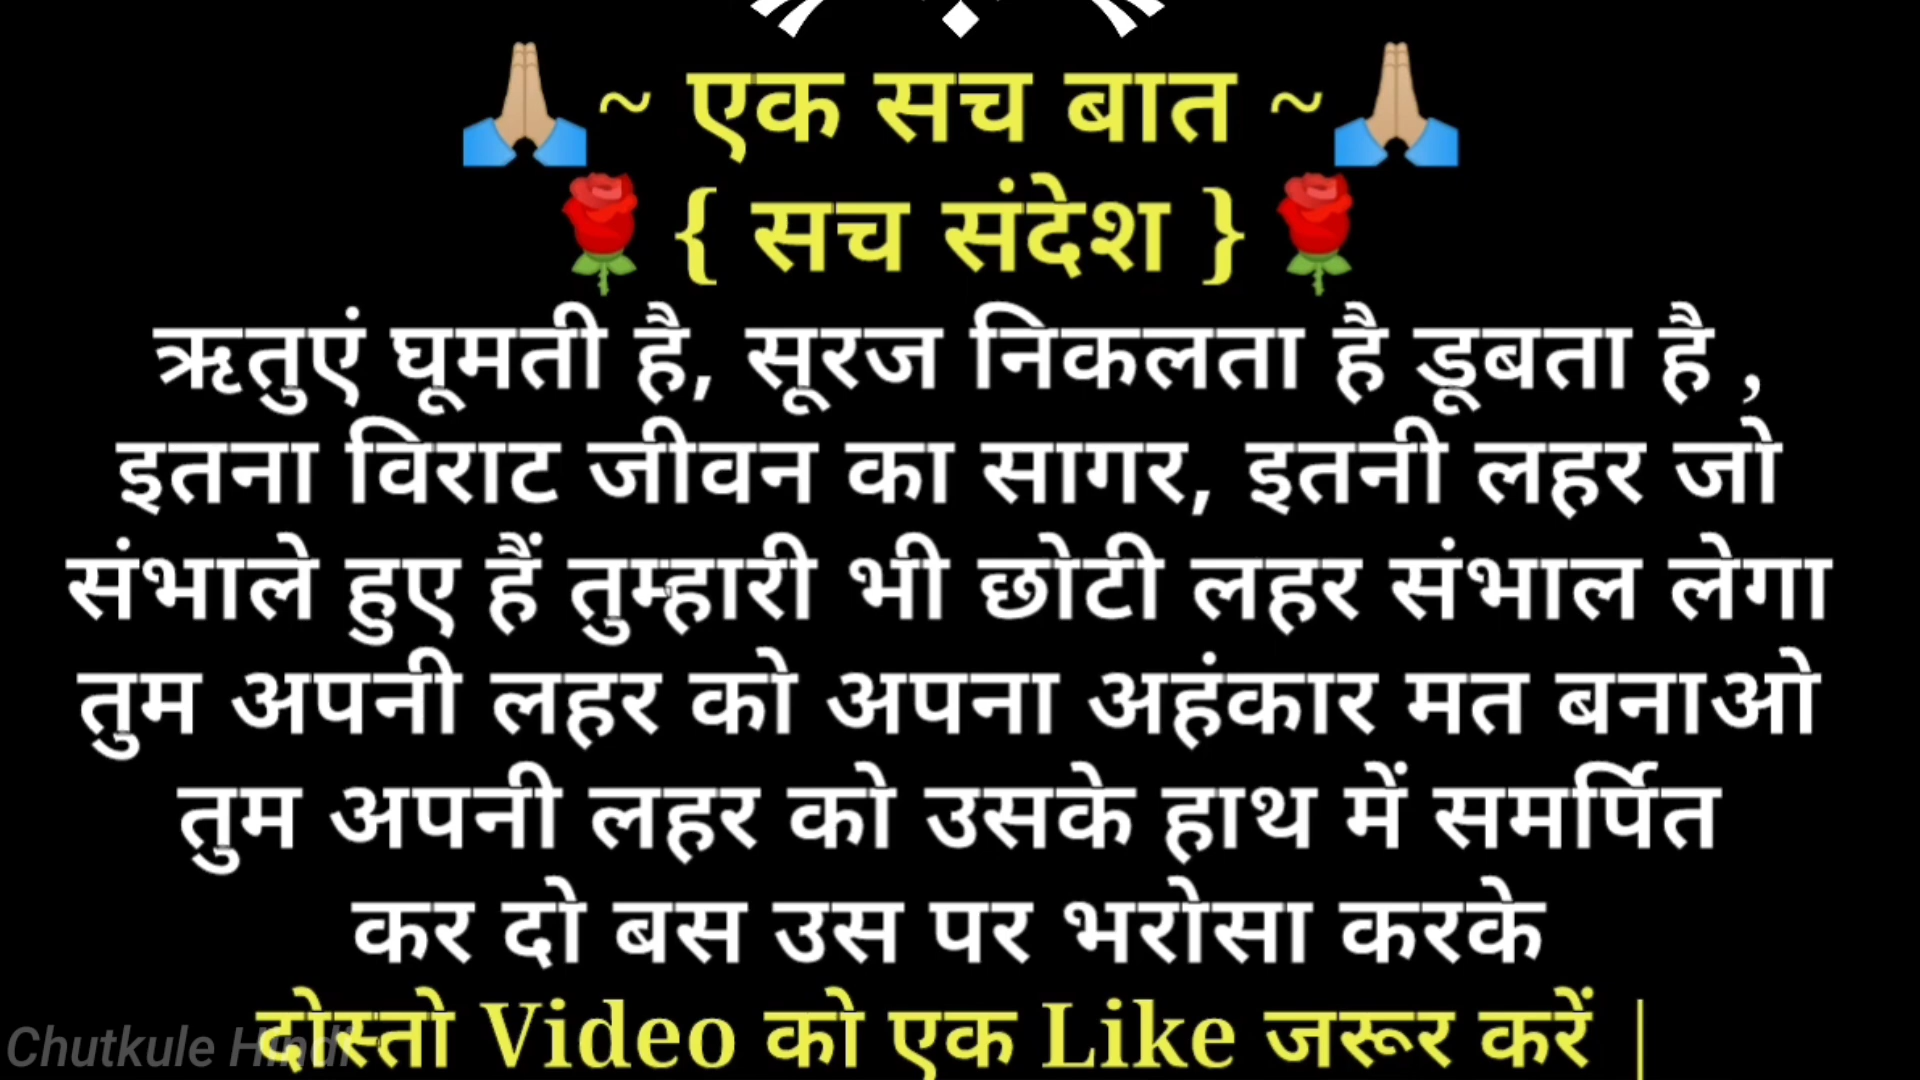 🙏🏼~ एक सच बात ~🙏🏼
🌹{ सच संदेश }🌹
ऋतुएं घूमती है, सूरज निकलता है डूबता है ,
इतना विराट जीवन का सागर, इतनी लहर जो
संभाले हुए हैं तुम्हारी भी छोटी लहर संभाल लेगा
तुम अपनी लहर को अपना अहंकार मत बनाओ
तुम अपनी लहर को उसके हाथ में समर्पित
कर दो बस उस पर भरोसा करके
दोस्तो Video को एक Like जरूर करें |
Chutkule Hindi